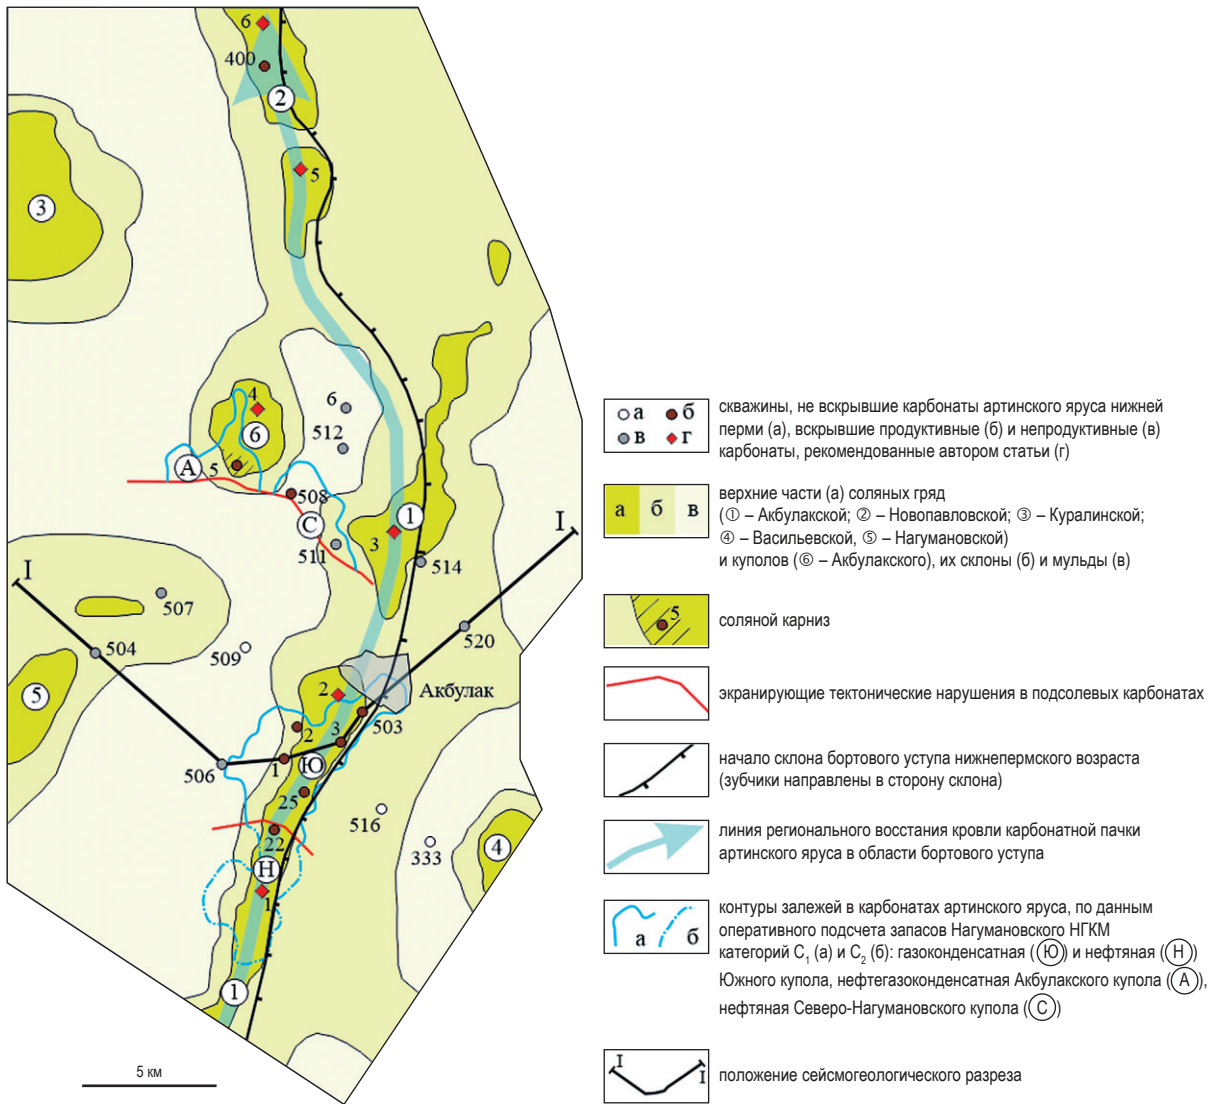 6
400
2
3
5
4
6
6
512
A
5
508
C
1
I
3
511
514
507
I
520
504
509
5
2
Акбулак
503
2
3
506
1
Ю
25
516
22
333
4
Н
1
1
5 км
а б
в г
скважины, не вскрывшие карбонаты артинского яруса нижней
перми (а), вскрывшие продуктивные (б) и непродуктивные (в)
карбонаты, рекомендованные автором статьи (г)
а б в
верхние части (а) соляных гряд
(① – Акбулакской; ② – Новопавловской; ③ – Куралинской;
④ – Васильевской, ⑤ – Нагумановской)
и куполов (⑥ – Акбулакского), их склоны (б) и мульды (в)
5
соляной карниз
экранирующие тектонические нарушения в подсолевых карбонатах
начало склона бортового уступа нижнепермского возраста
(зубчики направлены в сторону склона)
линия регионального восстания кровли карбонатной пачки
артинского яруса в области бортового уступа
а б
контуры залежей в карбонатах артинского яруса, по данным
оперативного подсчета запасов Нагумановского НГКМ
категорий C₁ (а) и C₂ (б): газоконденсатная (Ю) и нефтяная (Н)
Южного купола, нефтегазоконденсатная Акбулакского купола (А),
нефтяная Северо-Нагумановского купола (С)
I I
положение сейсмогеологического разреза